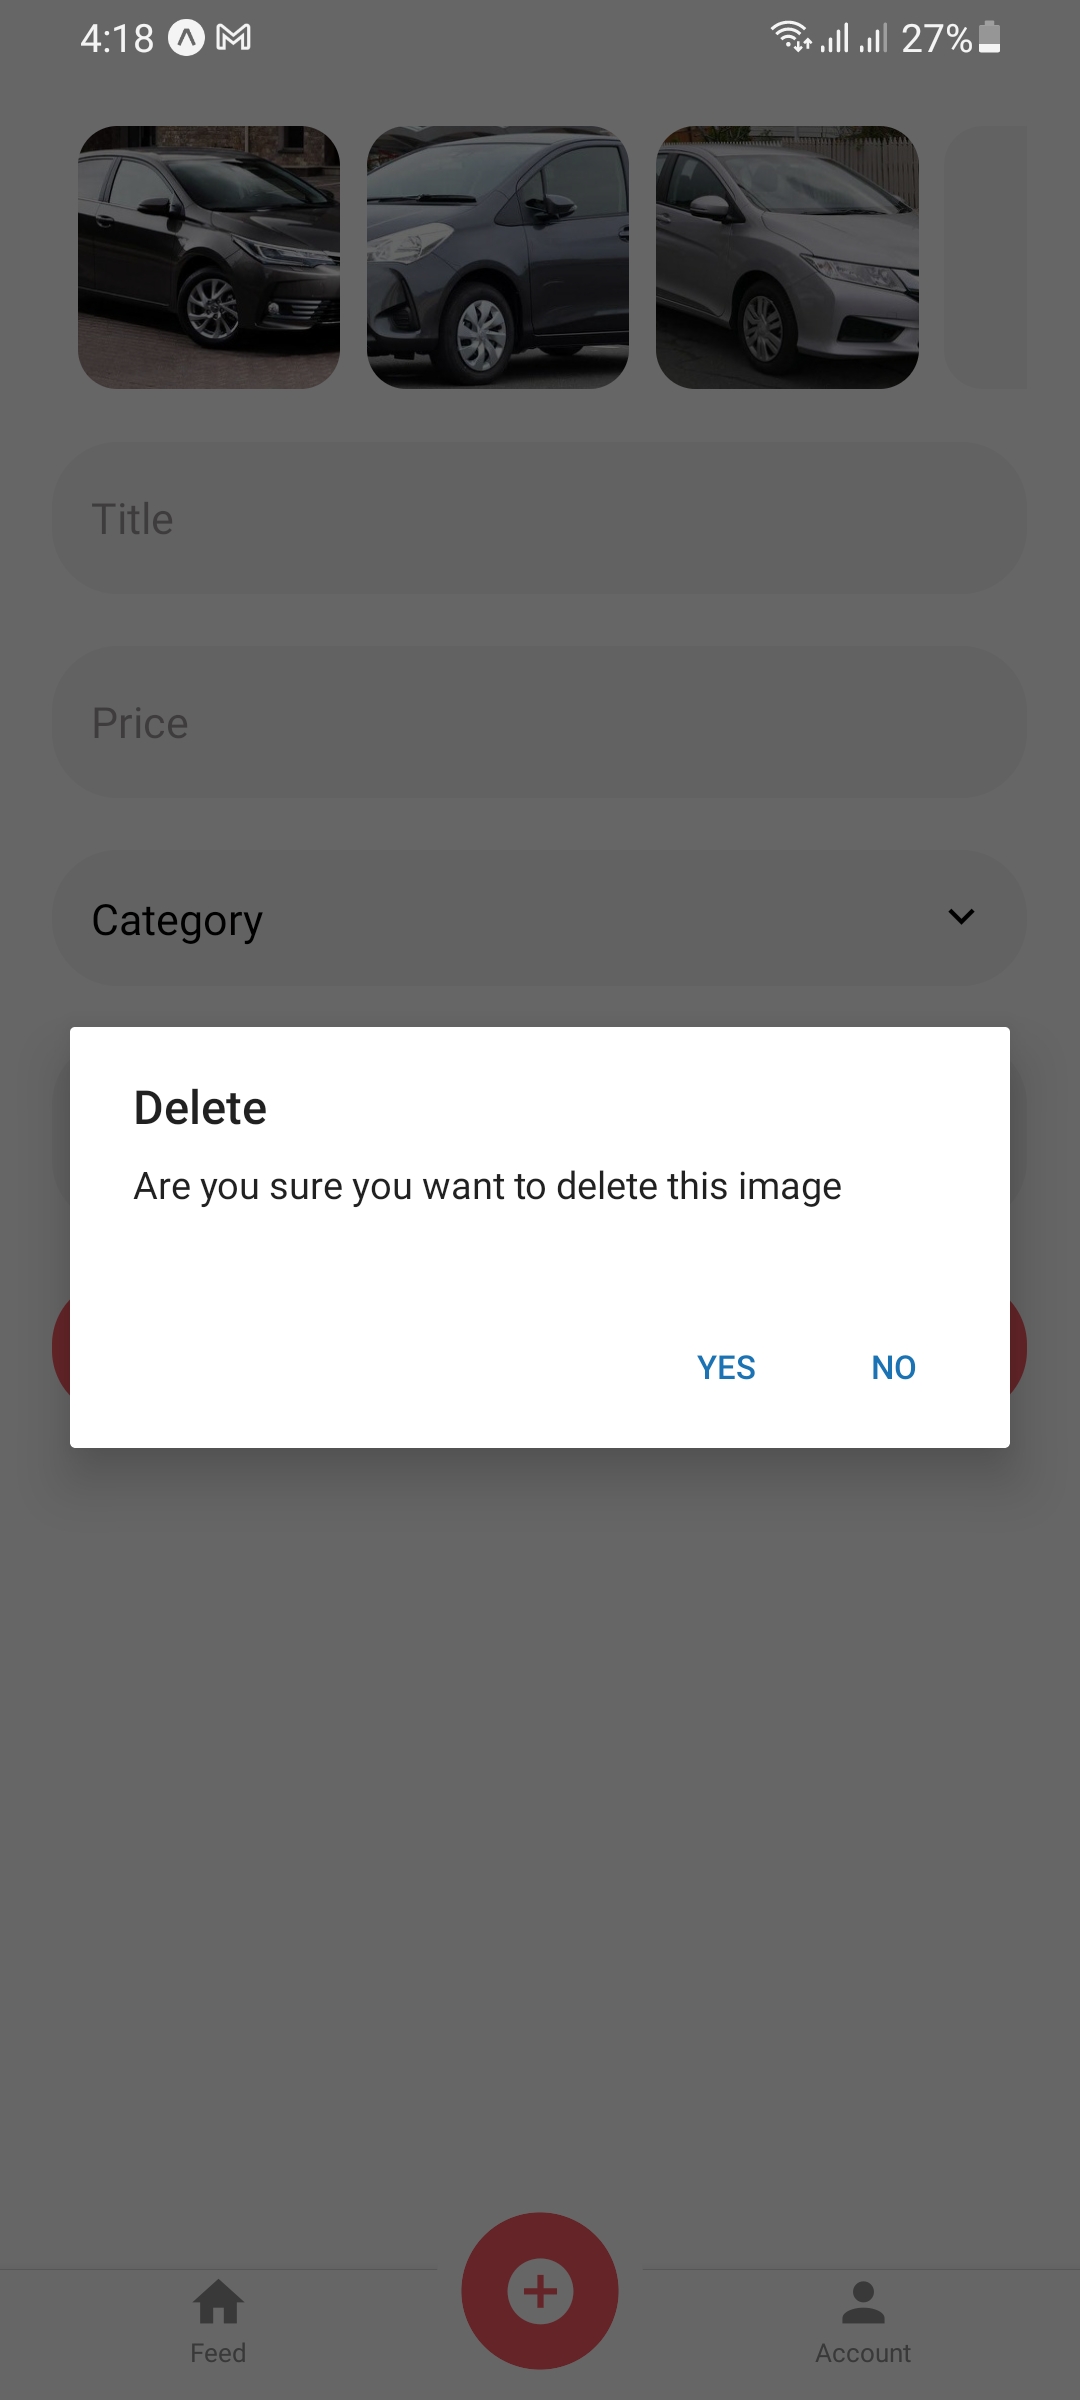 4:18 27%
Title
Price
Category
Delete
Are you sure you want to delete this image
YES NO
Feed Account